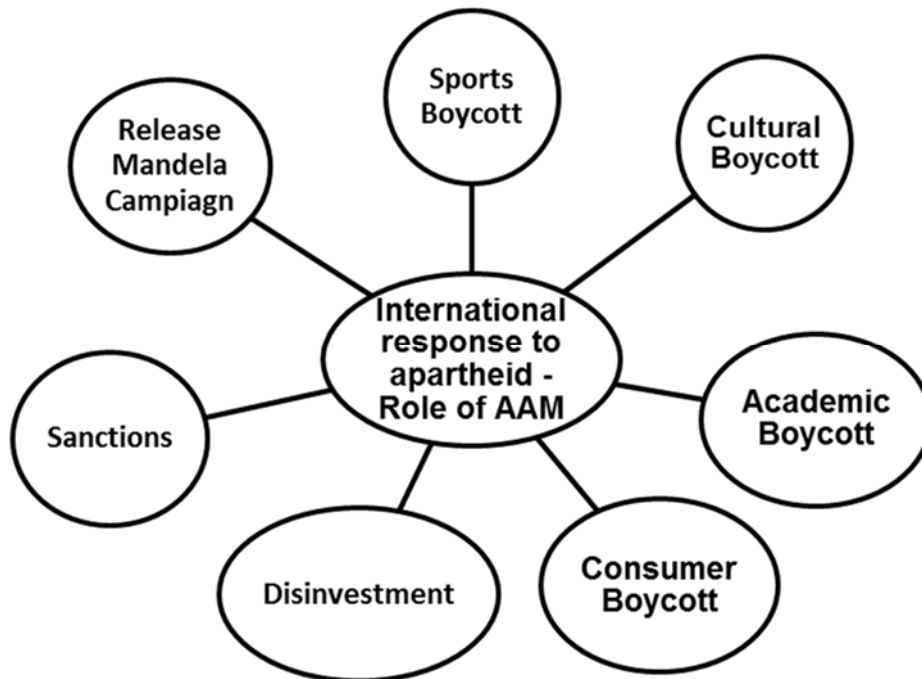 Sports
Boycott
Cultural
Boycott
Release
Mandela
Campiagn
International
response to
apartheid -
Role of AAM
Academic
Boycott
Sanctions
Consumer
Boycott
Disinvestment